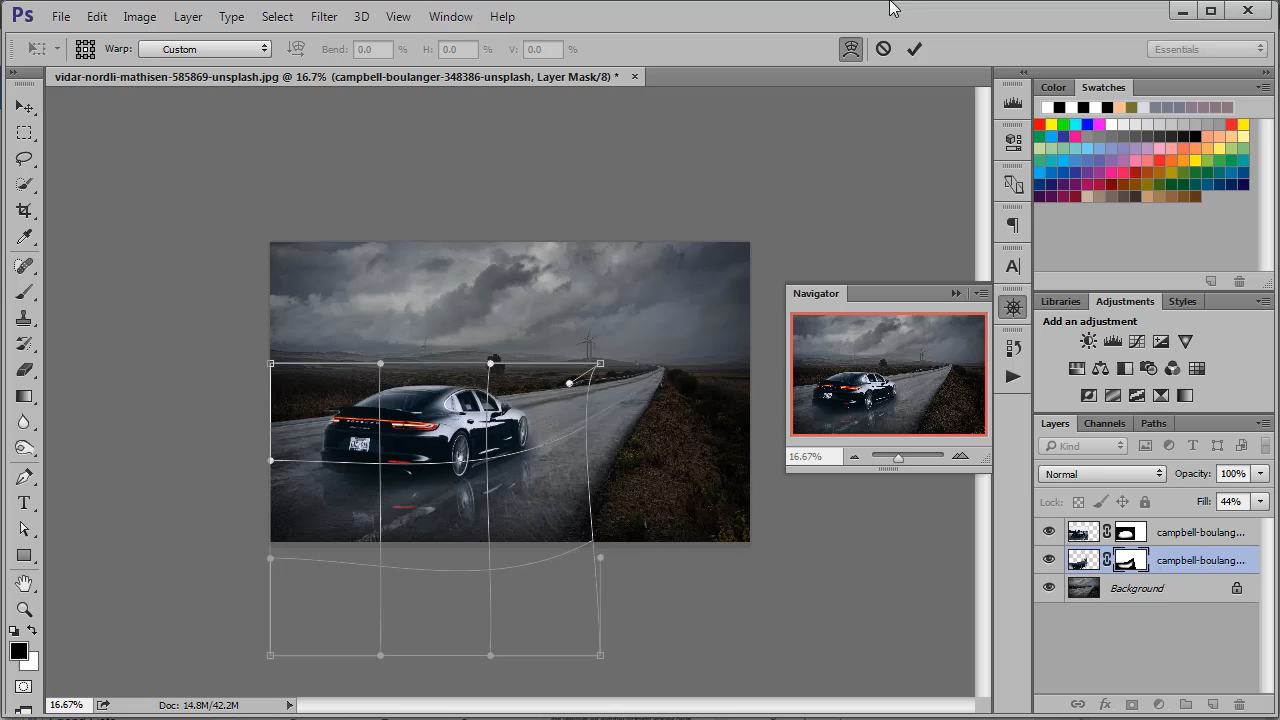 Ps File Edit Image Layer Type Select Filter 3D View Window Help
Warp: Custom Bend: 0.0 % H: 0.0 % V: 0.0 % Essentials
vidar-nordli-mathisen-585869-unsplash.jpg @ 16.7% (campbell-boulanger-348386-unsplash, Layer Mask/8) *
Color Swatches
Navigator
16.67%
Libraries Adjustments Styles
Add an adjustment
Layers Channels Paths
Kind
Normal Opacity: 100%
Lock: Fill: 44%
campbell-boulang...
campbell-boulang...
Background
16.67% Doc: 14.8M/42.2M